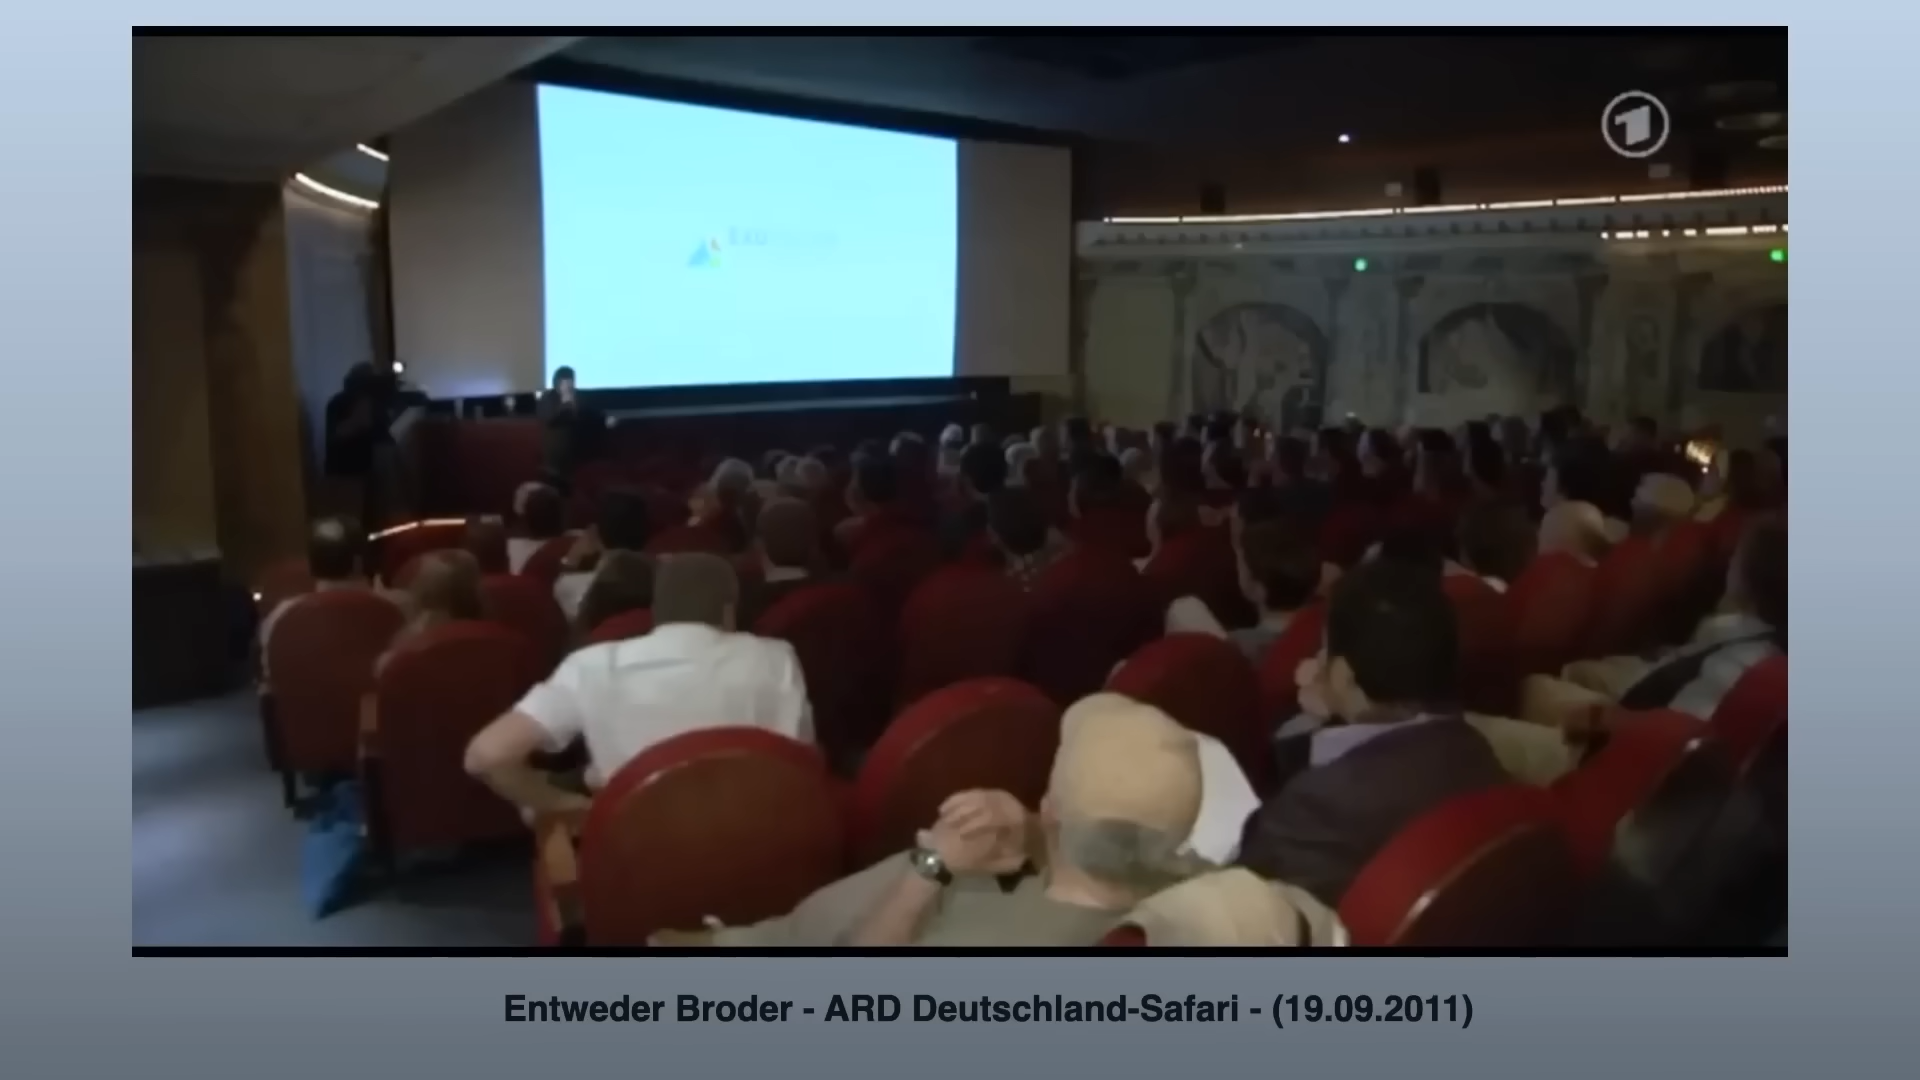 Entweder Broder - ARD Deutschland-Safari - (19.09.2011)